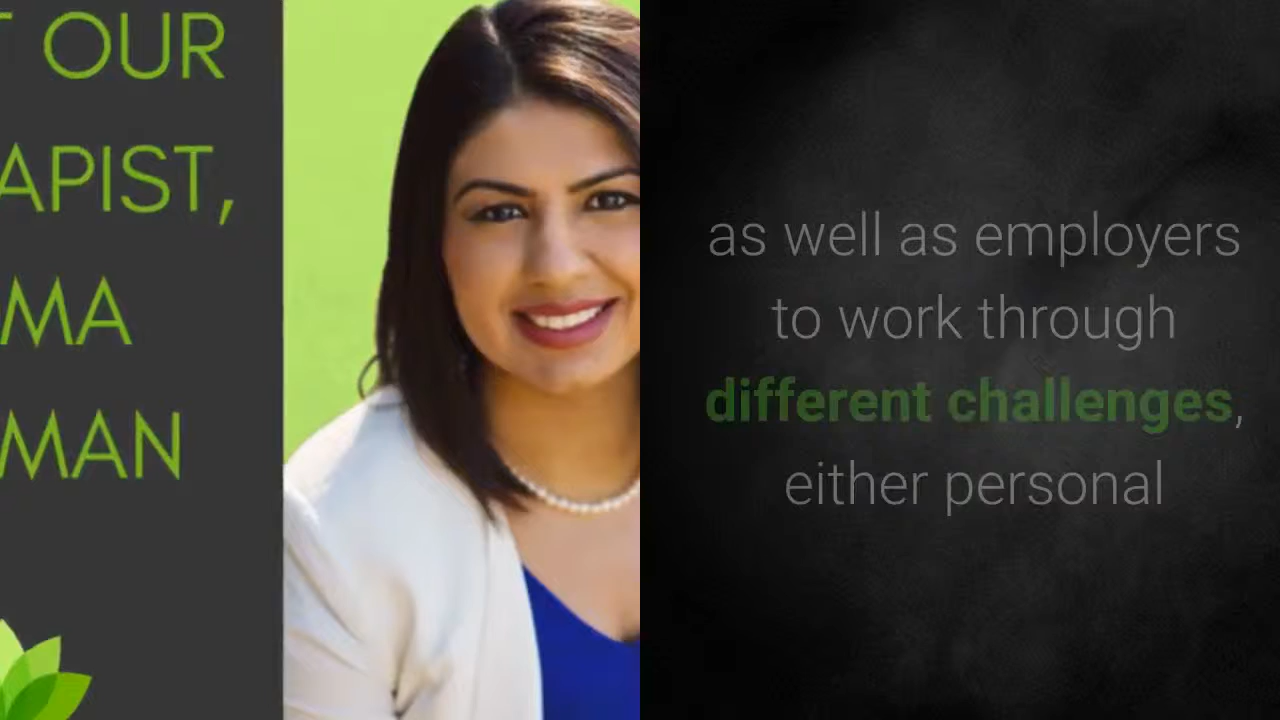 T OUR
APIST,
MA
MAN
as well as employers
to work through
different challenges,
either personal